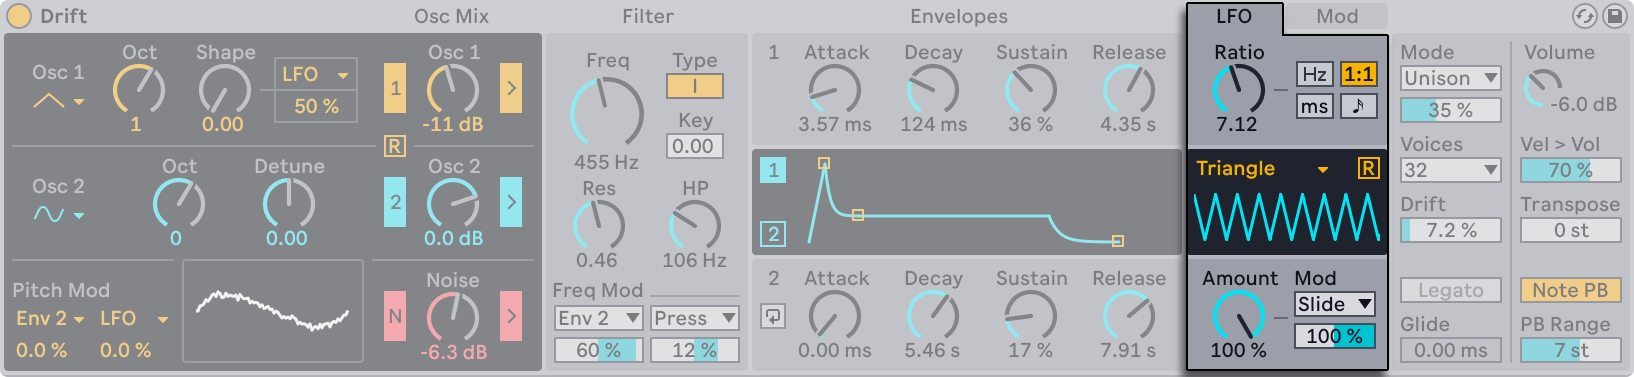 Drift
Osc Mix
Filter
Envelopes
LFO
Mod
Osc 1
Oct
1
Shape
0.00
LFO
50 %
1
Osc 1
-11 dB
R
Osc 2
Oct
0
Detune
0.00
2
Osc 2
0.0 dB
Pitch Mod
Env 2
LFO
0.0 %
0.0 %
N
Noise
-6.3 dB
Freq
455 Hz
Type
I
Key
0.00
Res
0.46
HP
106 Hz
Freq Mod
Env 2
Press
60 %
12 %
1
Attack
Decay
Sustain
Release
3.57 ms
124 ms
36 %
4.35 s
1
2
2
Attack
Decay
Sustain
Release
0.00 ms
5.46 s
17 %
7.91 s
Ratio
7.12
Hz
1:1
ms
Triangle
R
Amount
100 %
Mod
Slide
100 %
Mode
Unison
35 %
Voices
32
Drift
7.2 %
Legato
Glide
0.00 ms
Volume
-6.0 dB
Vel > Vol
70 %
Transpose
0 st
Note PB
PB Range
7 st